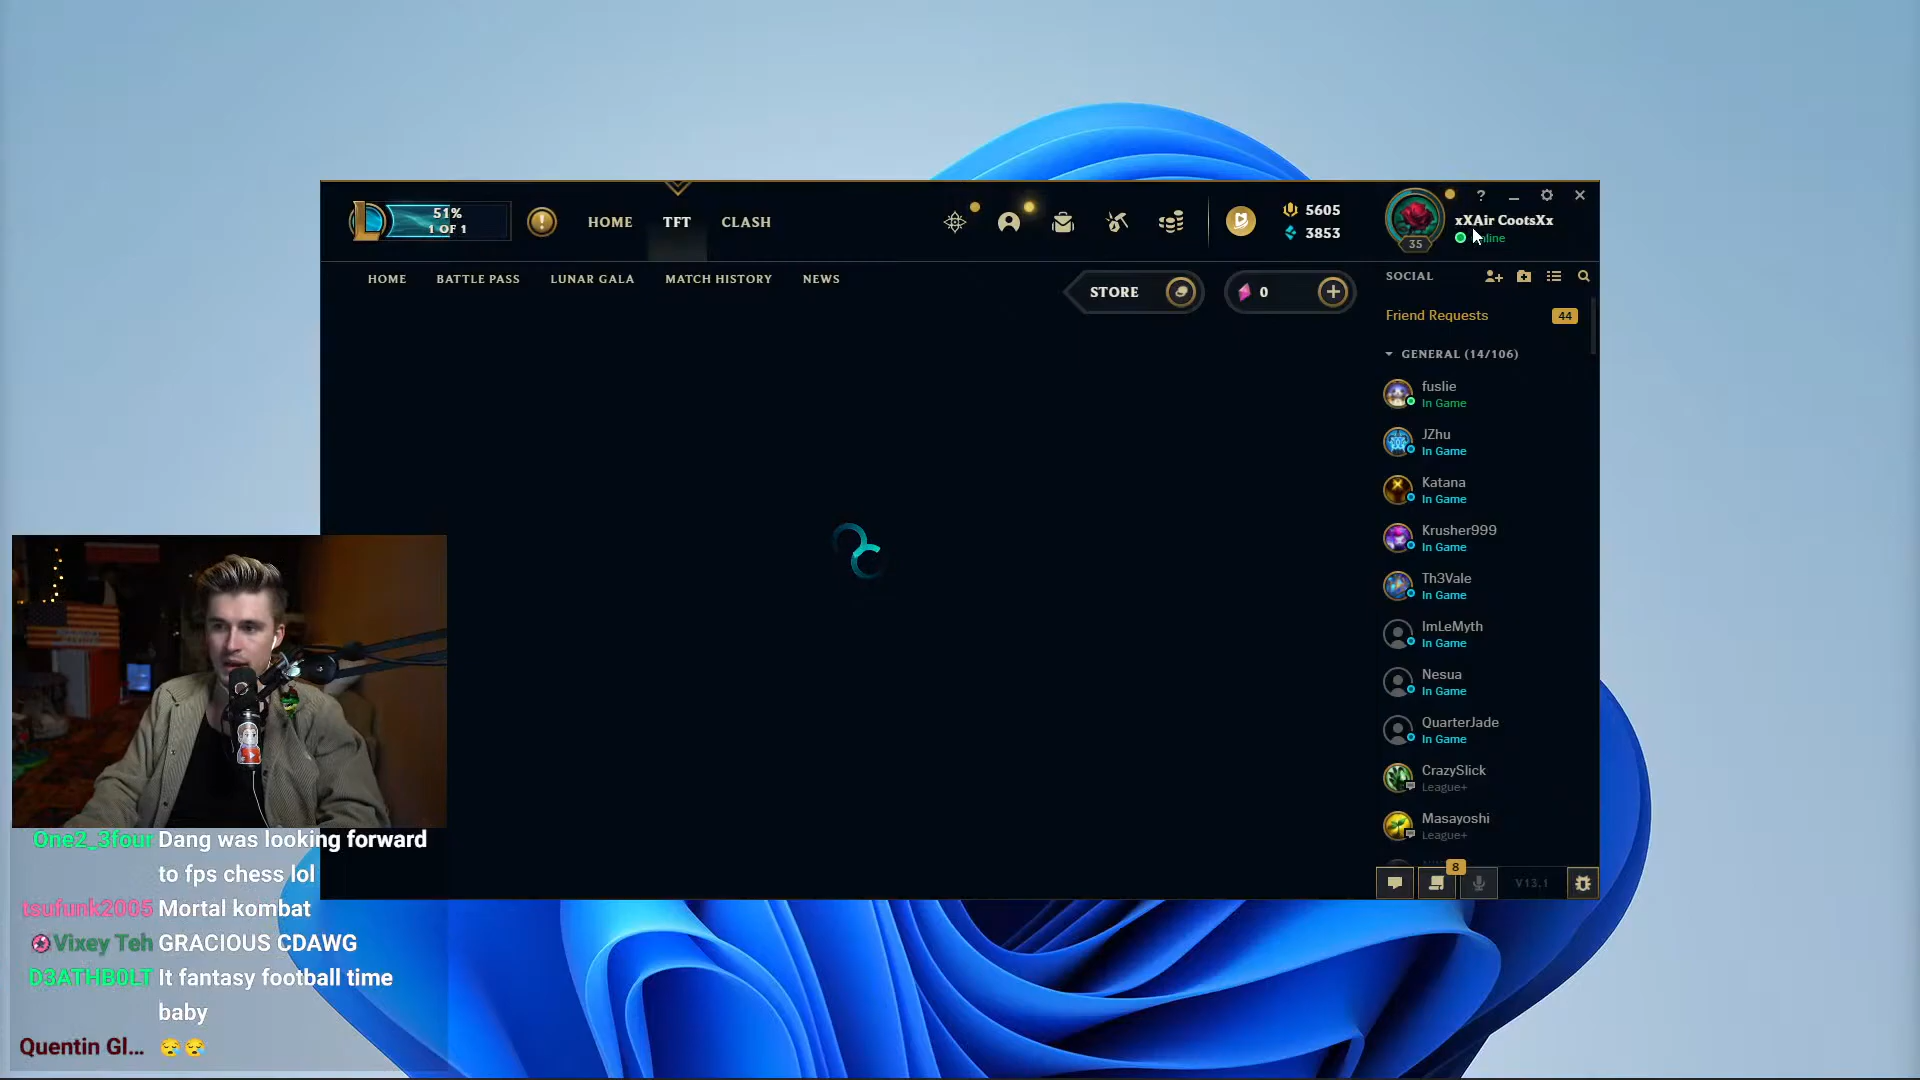 51%
1 OF 1
HOME
TFT
CLASH
5605
3853
35
?
xXAir CootsXx
HOME
BATTLE PASS
LUNAR GALA
MATCH HISTORY
NEWS
STORE
0
SOCIAL
Friend Requests
44
GENERAL (14/106)
fuslie
In Game
JZhu
In Game
Katana
In Game
Krusher999
In Game
Th3Vale
In Game
ImLeMyth
In Game
Nesua
In Game
QuarterJade
In Game
CrazySlick
League+
Masayoshi
League+
8
V13.1
One2_3four Dang was looking forward
to fps chess lol
tsufunk2005 Mortal kombat
Vixey Teh GRACIOUS CDAWG
D3ATHB0LT It fantasy football time
baby
Quentin Gl... 😥😥